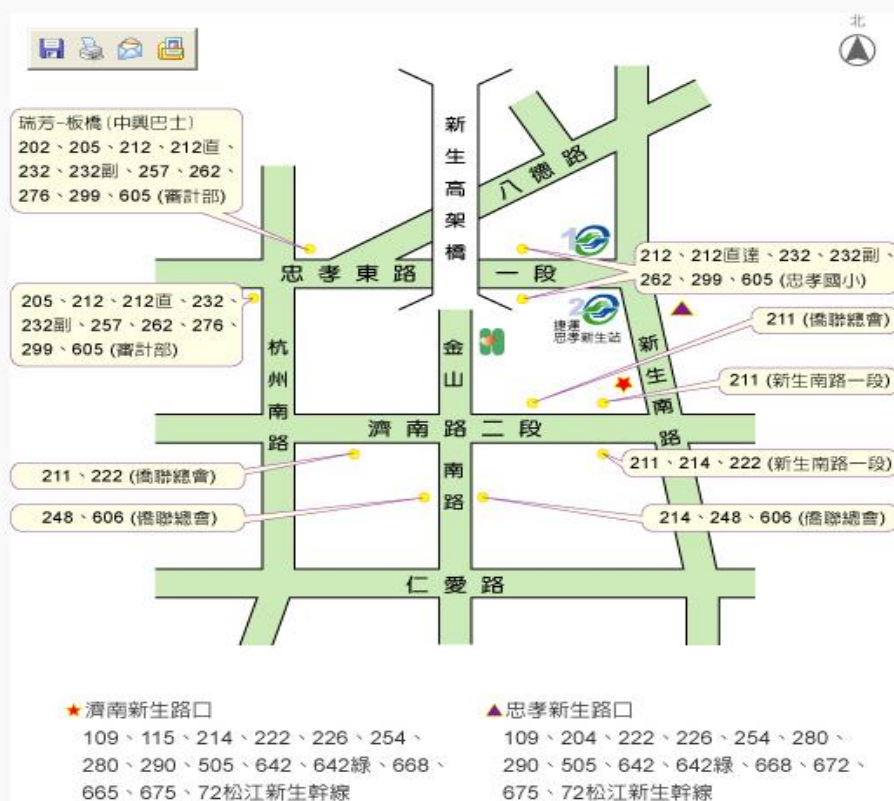 北
瑞芳-板橋(中興巴士)
202、205、212、212直、
232、232副、257、262、
276、299、605 (審計部)
新生高架橋
八德路
1
212、212直達、232、232副、
262、299、605 (忠孝國小)
忠孝東路 一段
205、212、212直、232、
232副、257、262、276、
299、605 (審計部)
2
捷運
忠孝新生站
211 (僑聯總會)
杭州南路
金山南路
新生南路
211 (新生南路一段)
濟南路二段
211、222 (僑聯總會)
211、214、222 (新生南路一段)
248、606 (僑聯總會)
214、248、606 (僑聯總會)
仁愛路
濟南新生路口
109、115、214、222、226、254、
280、290、505、642、642綠、668、
665、675、72松江新生幹線
忠孝新生路口
109、204、222、226、254、280、
290、505、642、642綠、668、672、
675、72松江新生幹線